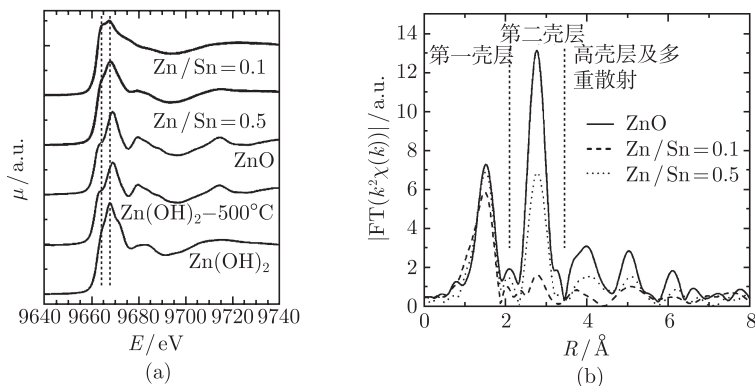 Zn/Sn=0.1
Zn/Sn=0.5
ZnO
Zn(OH)₂−500°C
Zn(OH)₂
μ/a.u.
9640 9660 9680 9700 9720 9740
E/eV
(a)
14
12
10
8
6
4
2
0
|FT(k²χ(k))|/a.u.
第一壳层
第二壳层
高壳层及多
重散射
ZnO
Zn/Sn=0.1
Zn/Sn=0.5
0 2 4 6 8
R/Å
(b)